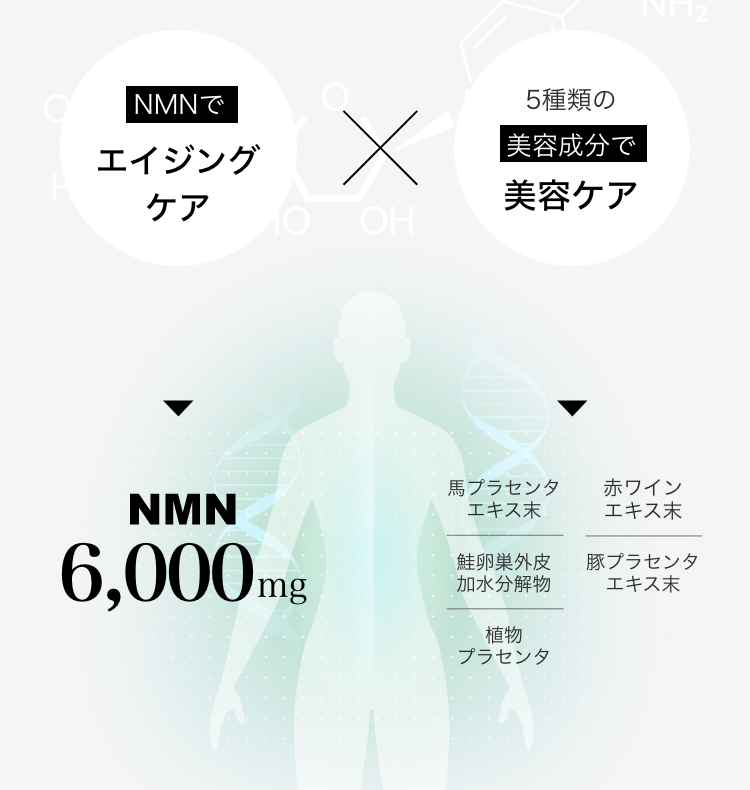 NH2
O
O
H
HO
OH
NMNで
エイジング
ケア
5種類の
美容成分で
美容ケア
NMN
6,000mg
馬プラセンタ
エキス末
赤ワイン
エキス末
鮭卵巣外皮
加水分解物
豚プラセンタ
エキス末
植物
プラセンタ